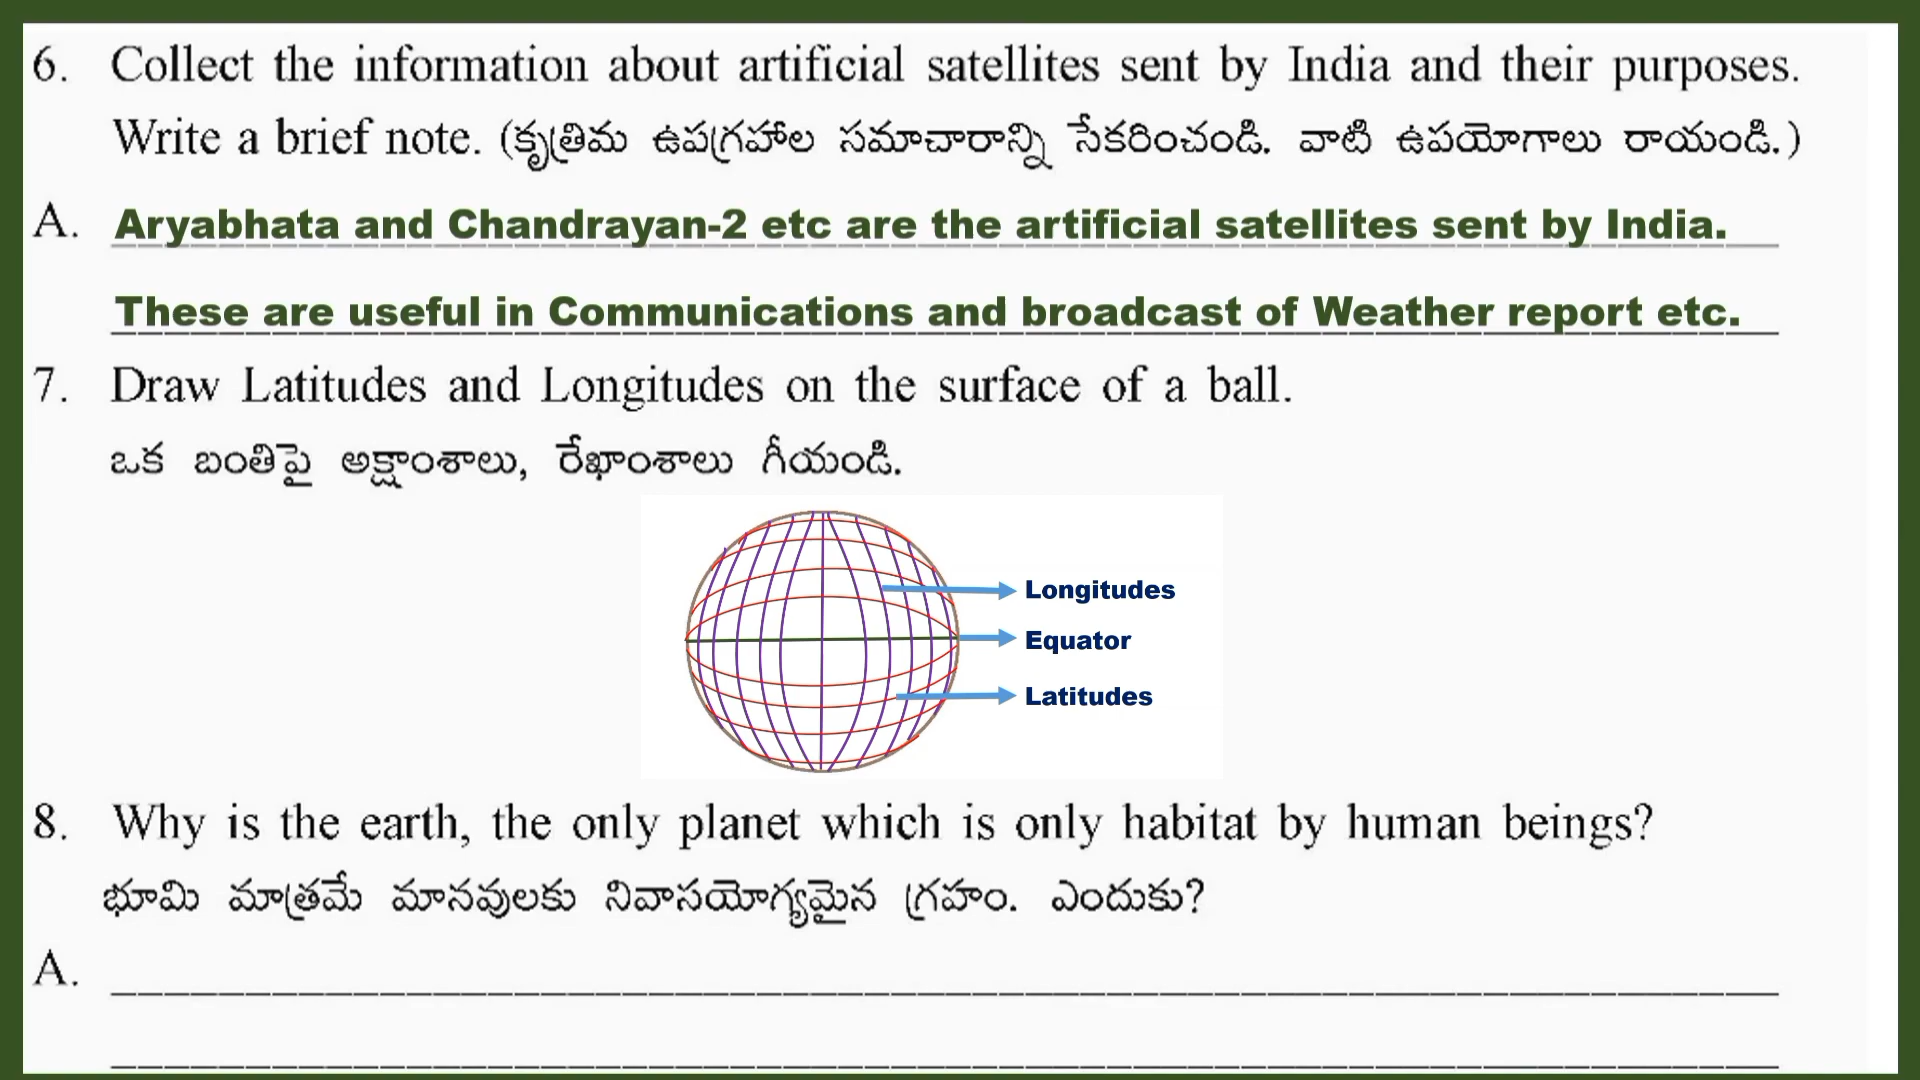 6. Collect the information about artificial satellites sent by India and their purposes.
Write a brief note. (కృత్రిమ ఉపగ్రహాల సమాచారాన్ని సేకరించండి. వాటి ఉపయోగాలు రాయండి.)
A. Aryabhata and Chandrayan-2 etc are the artificial satellites sent by India.
These are useful in Communications and broadcast of Weather report etc.
7. Draw Latitudes and Longitudes on the surface of a ball.
ఒక బంతిపై అక్షాంశాలు, రేఖాంశాలు గీయండి.
Longitudes
Equator
Latitudes
8. Why is the earth, the only planet which is only habitat by human beings?
భూమి మాత్రమే మానవులకు నివాసయోగ్యమైన గ్రహం. ఎందుకు?
A.